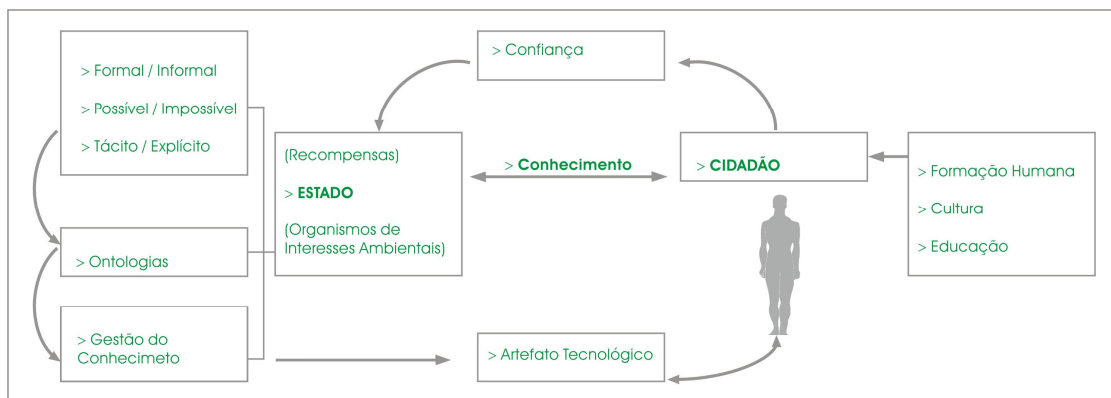 > Formal / Informal
> Possível / Impossível
> Tácito / Explícito
> Ontologias
> Gestão do
Conhecimeto
(Recompensas)
> ESTADO
(Organismos de
Interesses Ambientais)
> Confiança
> Conhecimento
> Artefato Tecnológico
> CIDADÃO
> Formação Humana
> Cultura
> Educação